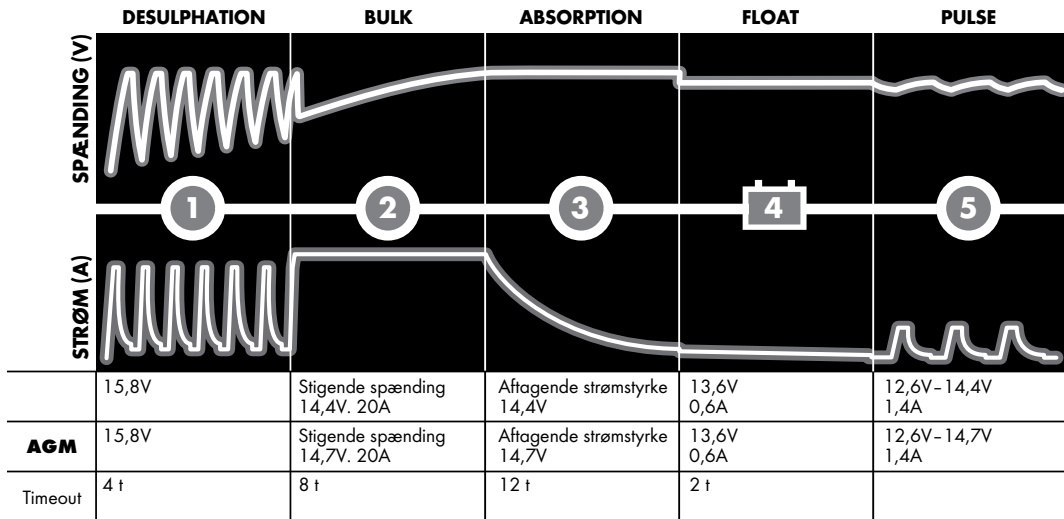 DESULPHATION BULK ABSORPTION FLOAT PULSE
SPÆNDING (V)
1 2 3 4 5
STRØM (A)
15,8V Stigende spænding Aftagende strømstyrke 13,6V 12,6V–14,4V
14,4V. 20A 14,4V 0,6A 1,4A
AGM 15,8V Stigende spænding Aftagende strømstyrke 13,6V 12,6V–14,7V
14,7V. 20A 14,7V 0,6A 1,4A
Timeout 4 t 8 t 12 t 2 t